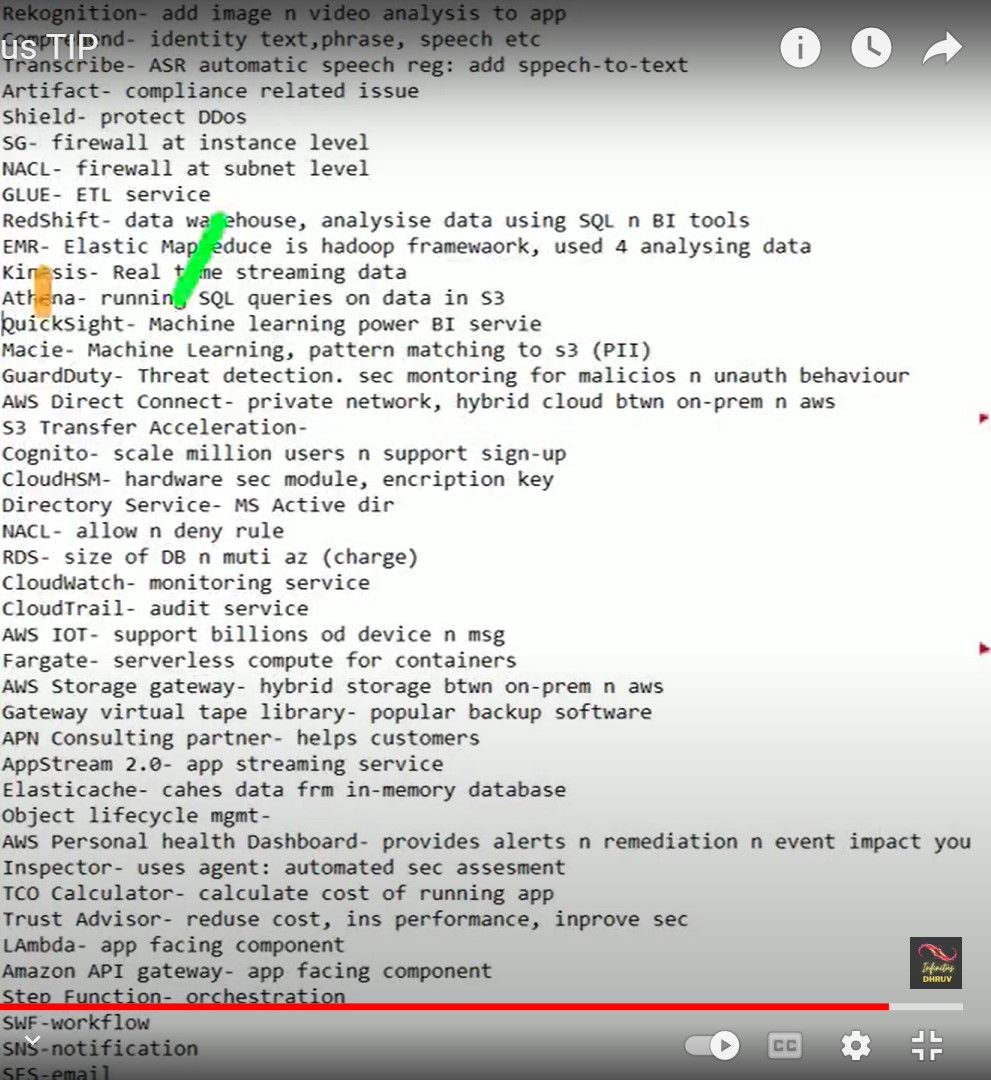 Rekognition- add image n video analysis to app
Comprehend- identity text,phrase, speech etc
us TIP
Transcribe- ASR automatic speech reg: add sppech-to-text
Artifact- compliance related issue
Shield- protect DDos
SG- firewall at instance level
NACL- firewall at subnet level
GLUE- ETL service
RedShift- data warehouse, analysise data using SQL n BI tools
EMR- Elastic MapReduce is hadoop framewaork, used 4 analysing data
Kinesis- Real time streaming data
Athena- running SQL queries on data in S3
QuickSight- Machine learning power BI servie
Macie- Machine Learning, pattern matching to s3 (PII)
GuardDuty- Threat detection. sec montoring for malicios n unauth behaviour
AWS Direct Connect- private network, hybrid cloud btwn on-prem n aws
S3 Transfer Acceleration-
Cognito- scale million users n support sign-up
CloudHSM- hardware sec module, encription key
Directory Service- MS Active dir
NACL- allow n deny rule
RDS- size of DB n muti az (charge)
CloudWatch- monitoring service
CloudTrail- audit service
AWS IOT- support billions od device n msg
Fargate- serverless compute for containers
AWS Storage gateway- hybrid storage btwn on-prem n aws
Gateway virtual tape library- popular backup software
APN Consulting partner- helps customers
AppStream 2.0- app streaming service
Elasticache- cahes data frm in-memory database
Object lifecycle mgmt-
AWS Personal health Dashboard- provides alerts n remediation n event impact you
Inspector- uses agent: automated sec assesment
TCO Calculator- calculate cost of running app
Trust Advisor- reduse cost, ins performance, inprove sec
LAmbda- app facing component
Amazon API gateway- app facing component
Infinitus
DHRUV
Step Function- orchestration
SWF-workflow
SNS-notification
CC
SES-email